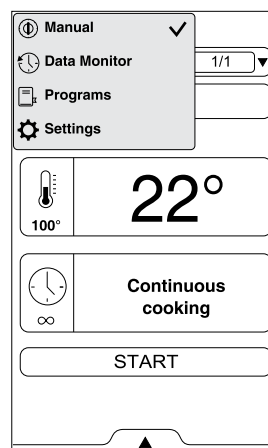 Manual
Data Monitor
1/1
Programs
Settings
22°
100°
Continuous
cooking
∞
START